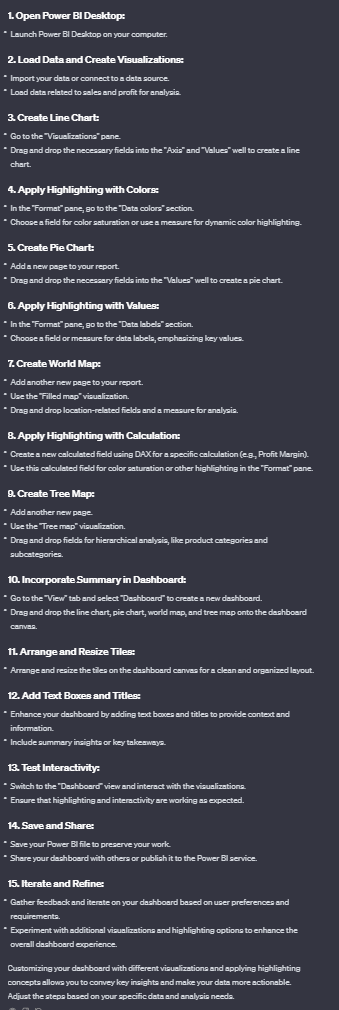 1. Open Power BI Desktop:
• Launch Power BI Desktop on your computer.
2. Load Data and Create Visualizations:
• Import your data or connect to a data source.
• Load data related to sales and profit for analysis.
3. Create Line Chart:
• Go to the "Visualizations" pane.
• Drag and drop the necessary fields into the "Axis" and "Values" well to create a line
chart.
4. Apply Highlighting with Colors:
• In the "Format" pane, go to the "Data colors" section.
• Choose a field for color saturation or use a measure for dynamic color highlighting.
5. Create Pie Chart:
• Add a new page to your report.
• Drag and drop the necessary fields into the "Values" well to create a pie chart.
6. Apply Highlighting with Values:
• In the "Format" pane, go to the "Data labels" section.
• Choose a field or measure for data labels, emphasizing key values.
7. Create World Map:
• Add another new page to your report.
• Use the "Filled map" visualization.
• Drag and drop location-related fields and a measure for analysis.
8. Apply Highlighting with Calculation:
• Create a new calculated field using DAX for a specific calculation (e.g., Profit Margin).
• Use this calculated field for color saturation or other highlighting in the "Format" pane.
9. Create Tree Map:
• Add another new page.
• Use the "Tree map" visualization.
• Drag and drop fields for hierarchical analysis, like product categories and
subcategories.
10. Incorporate Summary in Dashboard:
• Go to the "View" tab and select "Dashboard" to create a new dashboard.
• Drag and drop the line chart, pie chart, world map, and tree map onto the dashboard
canvas.
11. Arrange and Resize Tiles:
• Arrange and resize the tiles on the dashboard canvas for a clean and organized layout.
12. Add Text Boxes and Titles:
• Enhance your dashboard by adding text boxes and titles to provide context and
information.
• Include summary insights or key takeaways.
13. Test Interactivity:
• Switch to the "Dashboard" view and interact with the visualizations.
• Ensure that highlighting and interactivity are working as expected.
14. Save and Share:
• Save your Power BI file to preserve your work.
• Share your dashboard with others or publish it to the Power BI service.
15. Iterate and Refine:
• Gather feedback and iterate on your dashboard based on user preferences and
requirements.
• Experiment with additional visualizations and highlighting options to enhance the
overall dashboard experience.
Customizing your dashboard with different visualizations and applying highlighting
concepts allows you to convey key insights and make your data more actionable.
Adjust the steps based on your specific data and analysis needs.